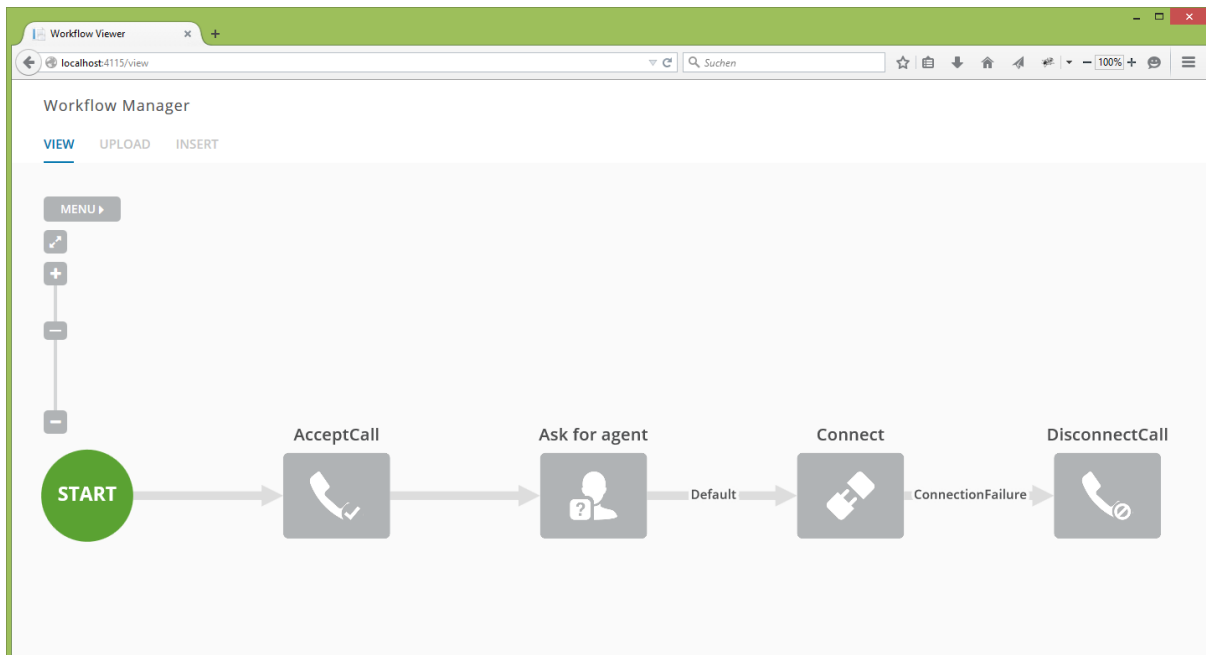 Workflow Viewer
localhost:4115/view
Suchen
100%
Workflow Manager
VIEW UPLOAD INSERT
MENU
AcceptCall Ask for agent Connect DisconnectCall
START ? Default ConnectionFailure